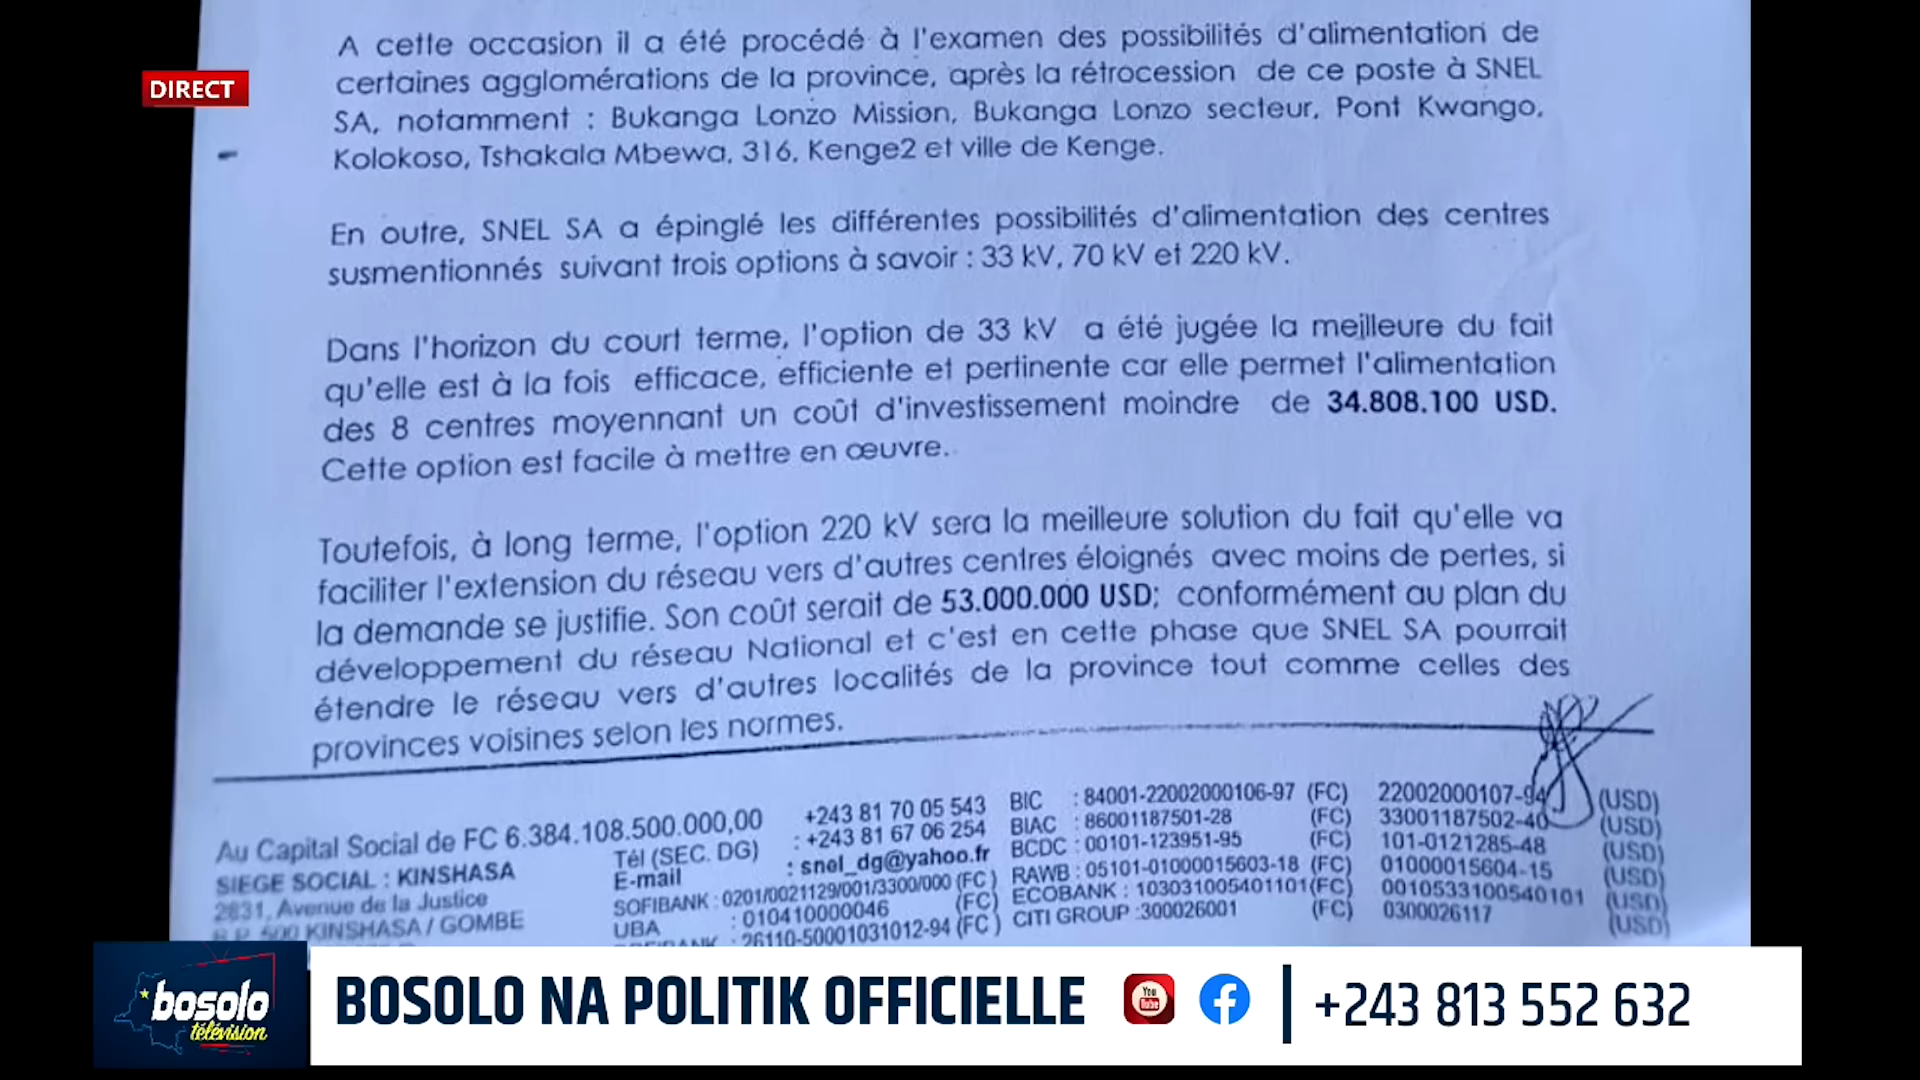 A cette occasion il a été procédé à l'examen des possibilités d'alimentation de
certaines agglomérations de la province, après la rétrocession de ce poste à SNEL
SA, notamment : Bukanga Lonzo Mission, Bukanga Lonzo secteur, Pont Kwango,
Kolokoso, Tshakala Mbewa, 316, Kenge2 et ville de Kenge.
DIRECT
En outre, SNEL SA a épinglé les différentes possibilités d'alimentation des centres
susmentionnés suivant trois options à savoir : 33 kV, 70 kV et 220 kV.
Dans l'horizon du court terme, l'option de 33 kV a été jugée la meilleure du fait
qu'elle est à la fois efficace, efficiente et pertinente car elle permet l'alimentation
des 8 centres moyennant un coût d'investissement moindre de 34.808.100 USD.
Cette option est facile à mettre en œuvre.
Toutefois, à long terme, l'option 220 kV sera la meilleure solution du fait qu'elle va
faciliter l'extension du réseau vers d'autres centres éloignés avec moins de pertes, si
la demande se justifie. Son coût serait de 53.000.000 USD; conformément au plan du
développement du réseau National et c'est en cette phase que SNEL SA pourrait
étendre le réseau vers d'autres localités de la province tout comme celles des
provinces voisines selon les normes.
Au Capital Social de FC 6.384.108.500.000,00
SIEGE SOCIAL : KINSHASA
2831, Avenue de la Justice
B.P. 500 KINSHASA / GOMBE
+243 81 70 05 543
Tél (SEC. DG) : +243 81 67 06 254
E-mail : snel_dg@yahoo.fr
SOFIBANK : 0201/0021129/001/3300/000 (FC)
UBA : 010410000046 (FC)
: 26110-50001031012-94 (FC)
BIC : 84001-22002000106-97 (FC) 22002000107-94 (USD)
BIAC : 86001187501-28 (FC) 33001187502-40 (USD)
BCDC : 00101-123951-95 (FC) 101-0121285-48 (USD)
RAWB : 05101-01000015603-18 (FC) 01000015604-15 (USD)
ECOBANK : 103031005401101(FC) 0010533100540101 (USD)
CITI GROUP :300026001 (FC) 0300026117 (USD)
bosolo
télévision
BOSOLO NA POLITIK OFFICIELLE
You
Tube
+243 813 552 632